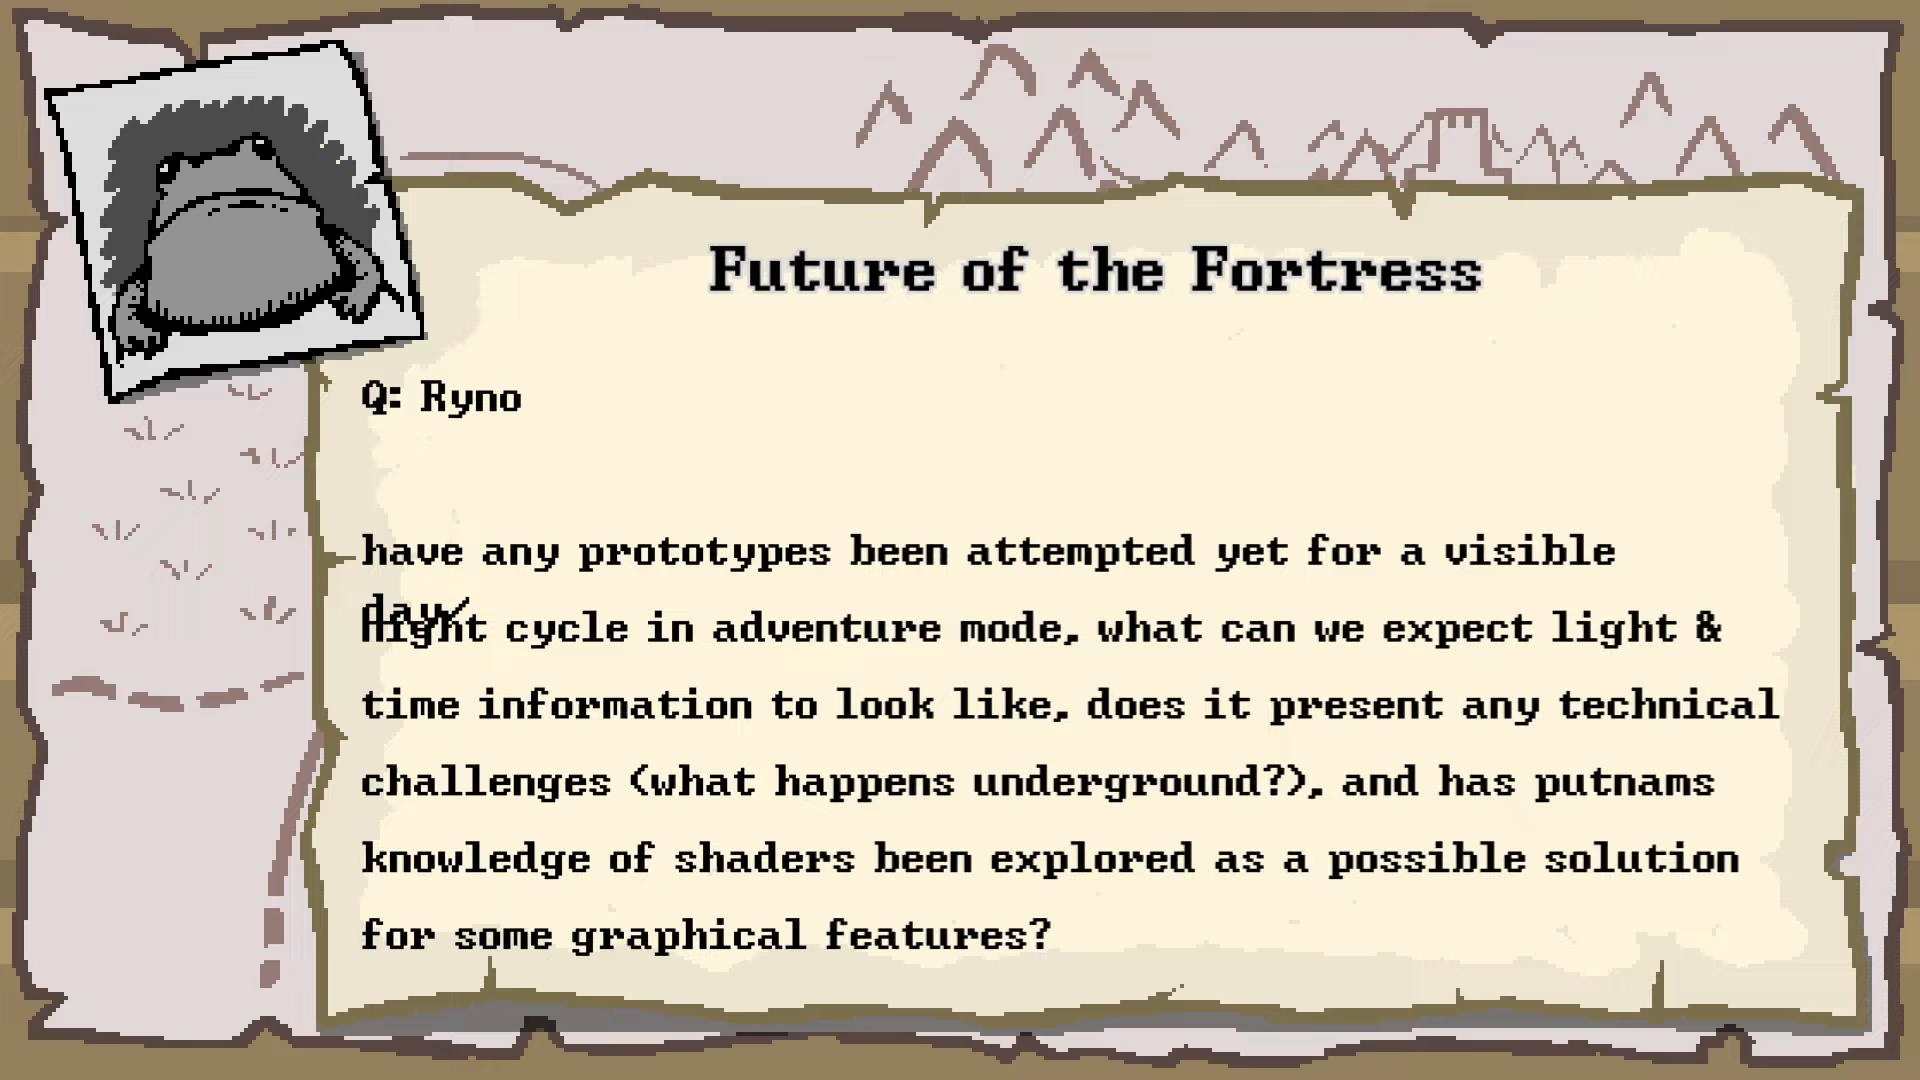 Future of the Fortress
Q: Ryno
have any prototypes been attempted yet for a visible
day/
night cycle in adventure mode, what can we expect light &
time information to look like, does it present any technical
challenges (what happens underground?), and has putnams
knowledge of shaders been explored as a possible solution
for some graphical features?